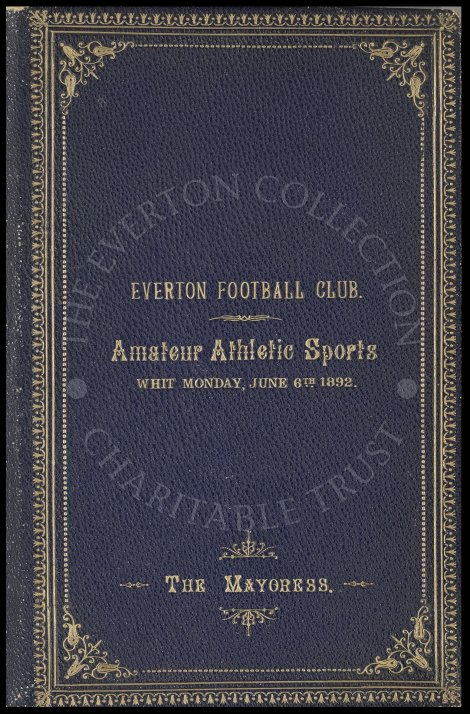 EVERTON FOOTBALL CLUB.
Amateur Athletic Sports
WHIT MONDAY, JUNE 6TH 1892.
THE MAYORESS.
THE EVERTON COLLECTION
CHARITABLE TRUST